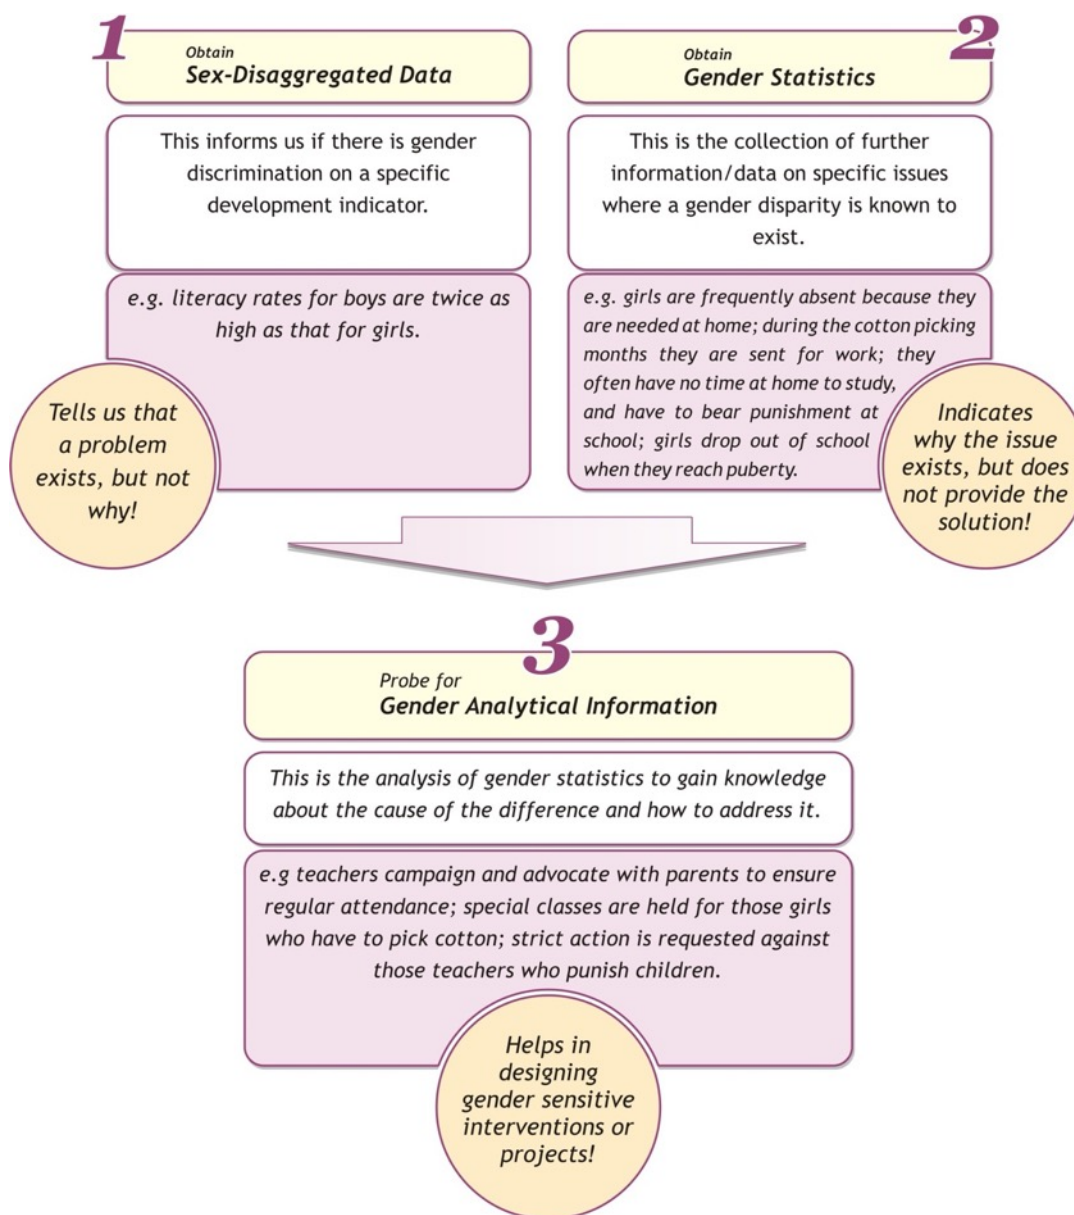 1
Obtain
Sex-Disaggregated Data
This informs us if there is gender
discrimination on a specific
development indicator.
e.g. literacy rates for boys are twice as
high as that for girls.
Tells us that
a problem
exists, but not
why!
2
Obtain
Gender Statistics
This is the collection of further
information/data on specific issues
where a gender disparity is known to
exist.
e.g. girls are frequently absent because they
are needed at home; during the cotton picking
months they are sent for work; they
often have no time at home to study,
and have to bear punishment at
school; girls drop out of school
when they reach puberty.
Indicates
why the issue
exists, but does
not provide the
solution!
3
Probe for
Gender Analytical Information
This is the analysis of gender statistics to gain knowledge
about the cause of the difference and how to address it.
e.g teachers campaign and advocate with parents to ensure
regular attendance; special classes are held for those girls
who have to pick cotton; strict action is requested against
those teachers who punish children.
Helps in
designing
gender sensitive
interventions or
projects!